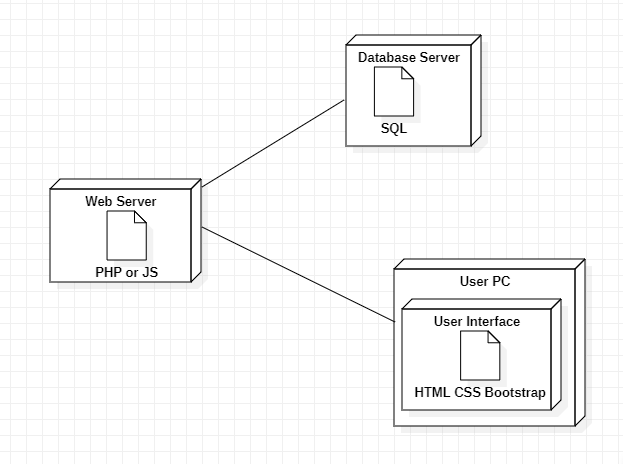 Database Server
SQL
Web Server
PHP or JS
User PC
User Interface
HTML CSS Bootstrap